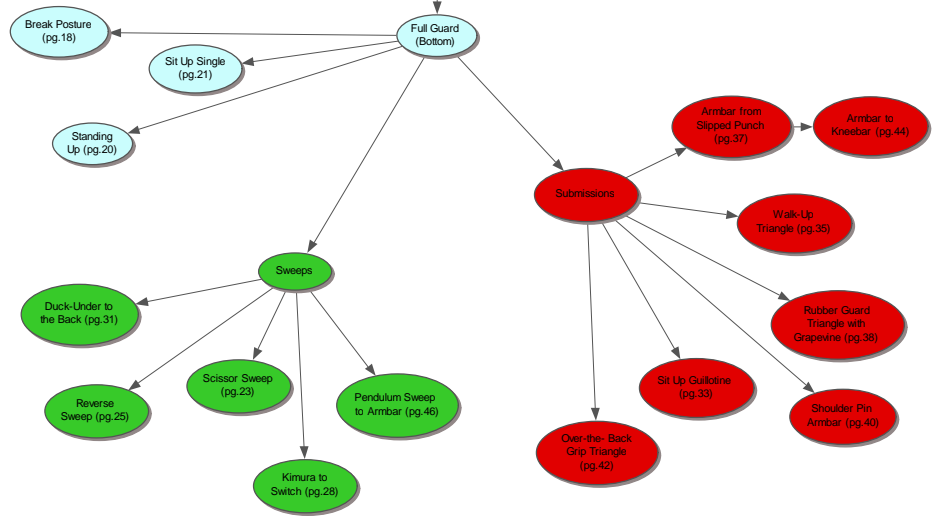 Break Posture
(pg.18)
Full Guard
(Bottom)
Sit Up Single
(pg.21)
Standing
Up (pg.20)
Armbar from
Slipped Punch
(pg.37)
Armbar to
Kneebar (pg.44)
Submissions
Walk-Up
Triangle (pg.35)
Sweeps
Duck-Under to
the Back (pg.31)
Rubber Guard
Triangle with
Grapevine (pg.38)
Scissor Sweep
(pg.23)
Sit Up Guillotine
(pg.33)
Reverse
Sweep (pg.25)
Pendulum Sweep
to Armbar (pg.46)
Shoulder Pin
Armbar (pg.40)
Over-the- Back
Grip Triangle
(pg.42)
Kimura to
Switch (pg.28)